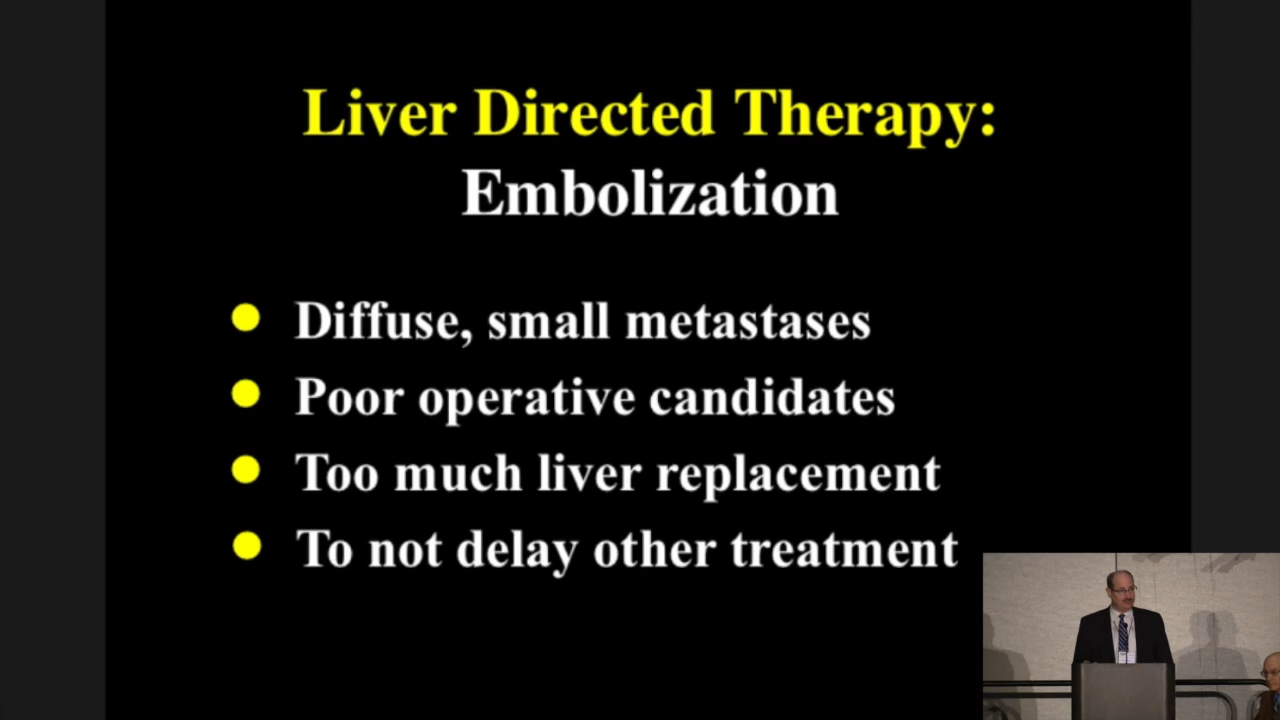 Liver Directed Therapy:
Embolization
Diffuse, small metastases
Poor operative candidates
Too much liver replacement
To not delay other treatment